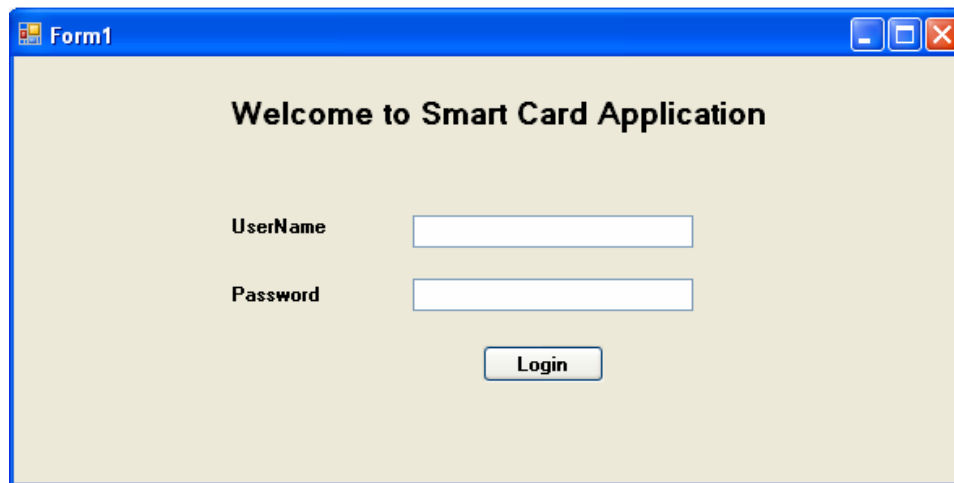 Form1
Welcome to Smart Card Application
UserName
Password
Login